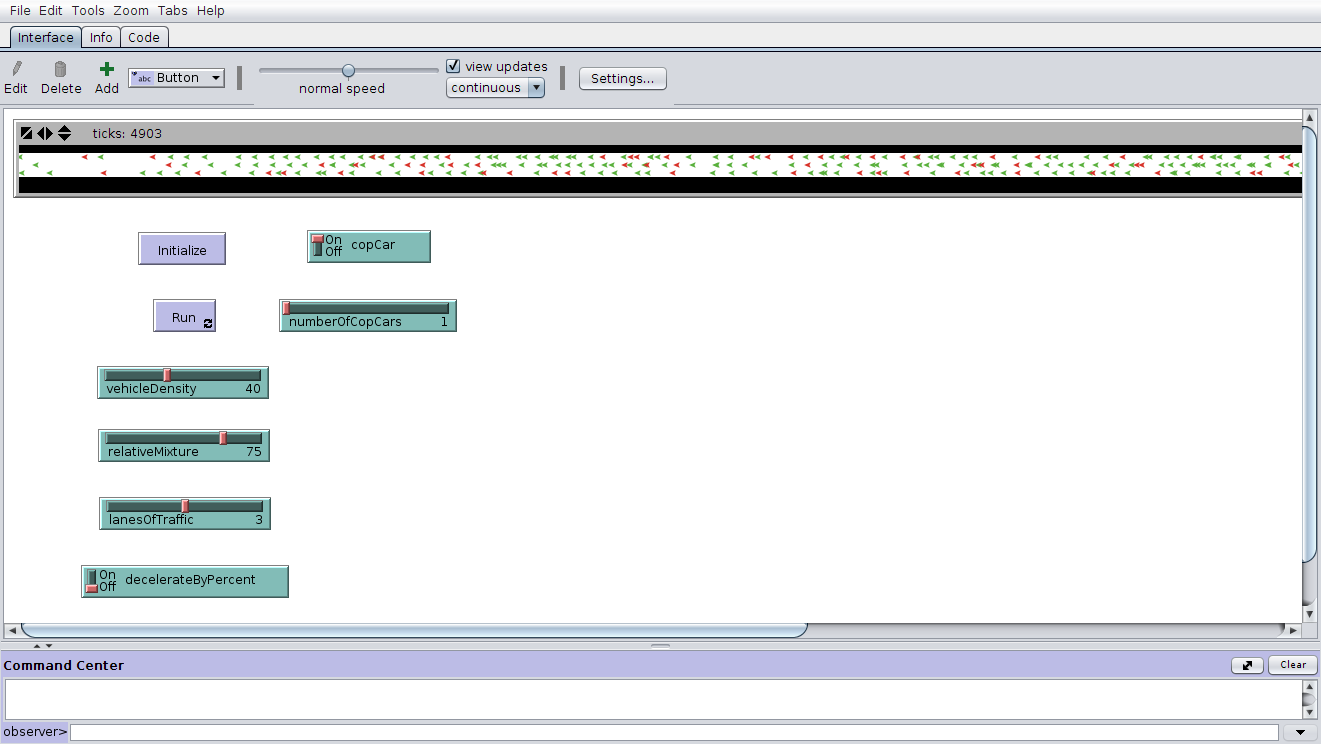 File Edit Tools Zoom Tabs Help
Interface Info Code
Edit Delete Add abc Button normal speed view updates continuous Settings...
ticks: 4903
Initialize
On
Off copCar
Run
numberOfCopCars 1
vehicleDensity 40
relativeMixture 75
lanesOfTraffic 3
On
Off decelerateByPercent
Command Center Clear
observer>